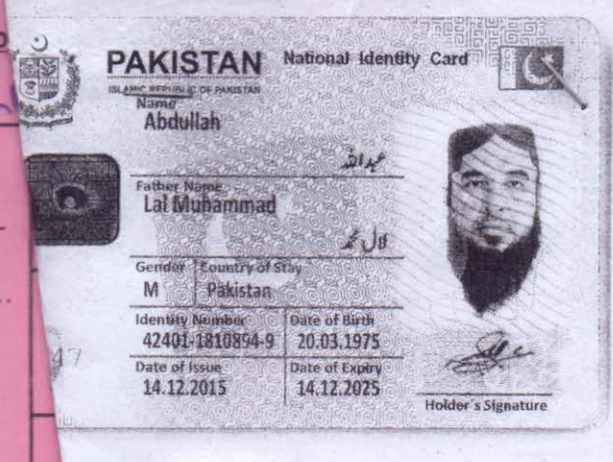 PAKISTAN National Identity Card
ISLAMIC REPUBLIC OF PAKISTAN
Name
Abdullah
عبداللہ
Father Name
Lal Muhammad
لال محمد
Gender Country of Stay
M Pakistan
Identity Number Date of Birth
42401-1810894-9 20.03.1975
Date of Issue Date of Expiry
14.12.2015 14.12.2025
Holder's Signature
47